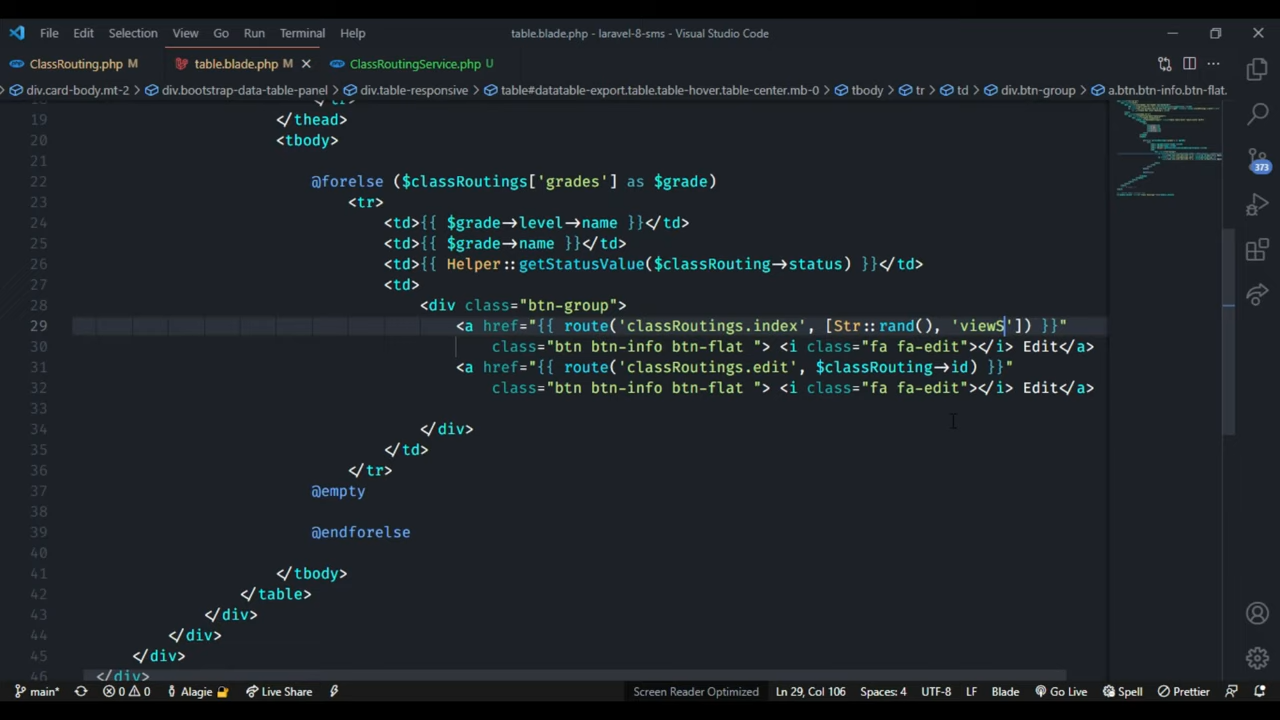 File Edit Selection View Go Run Terminal Help table.blade.php - laravel-8-sms - Visual Studio Code
ClassRouting.php M table.blade.php M ClassRoutingService.php U
div.card-body.mt-2 > div.bootstrap-data-table-panel > div.table-responsive > table#datatable-export.table.table-hover.table-center.mb-0 > tbody > tr > td > div.btn-group > a.btn.btn-info.btn-flat.
19 </thead>
20 <tbody>
21
22 @forelse ($classRoutings['grades'] as $grade)
23 <tr>
24 <td>{{ $grade->level->name }}</td>
25 <td>{{ $grade->name }}</td>
26 <td>{{ Helper::getStatusValue($classRouting->status) }}</td>
27 <td>
28 <div class="btn-group">
29 <a href="{{ route('classRoutings.index', [Str::rand(), 'viewS']) }}"
30 class="btn btn-info btn-flat "> <i class="fa fa-edit"></i> Edit</a>
31 <a href="{{ route('classRoutings.edit', $classRouting->id) }}"
32 class="btn btn-info btn-flat "> <i class="fa fa-edit"></i> Edit</a>
33
34 </div>
35 </td>
36 </tr>
37 @empty
38
39 @endforelse
40
41 </tbody>
42 </table>
43 </div>
44 </div>
45 </div>
46 </div>
373
main* 0 0 Alagie Live Share Screen Reader Optimized Ln 29, Col 106 Spaces: 4 UTF-8 LF Blade Go Live Spell Prettier